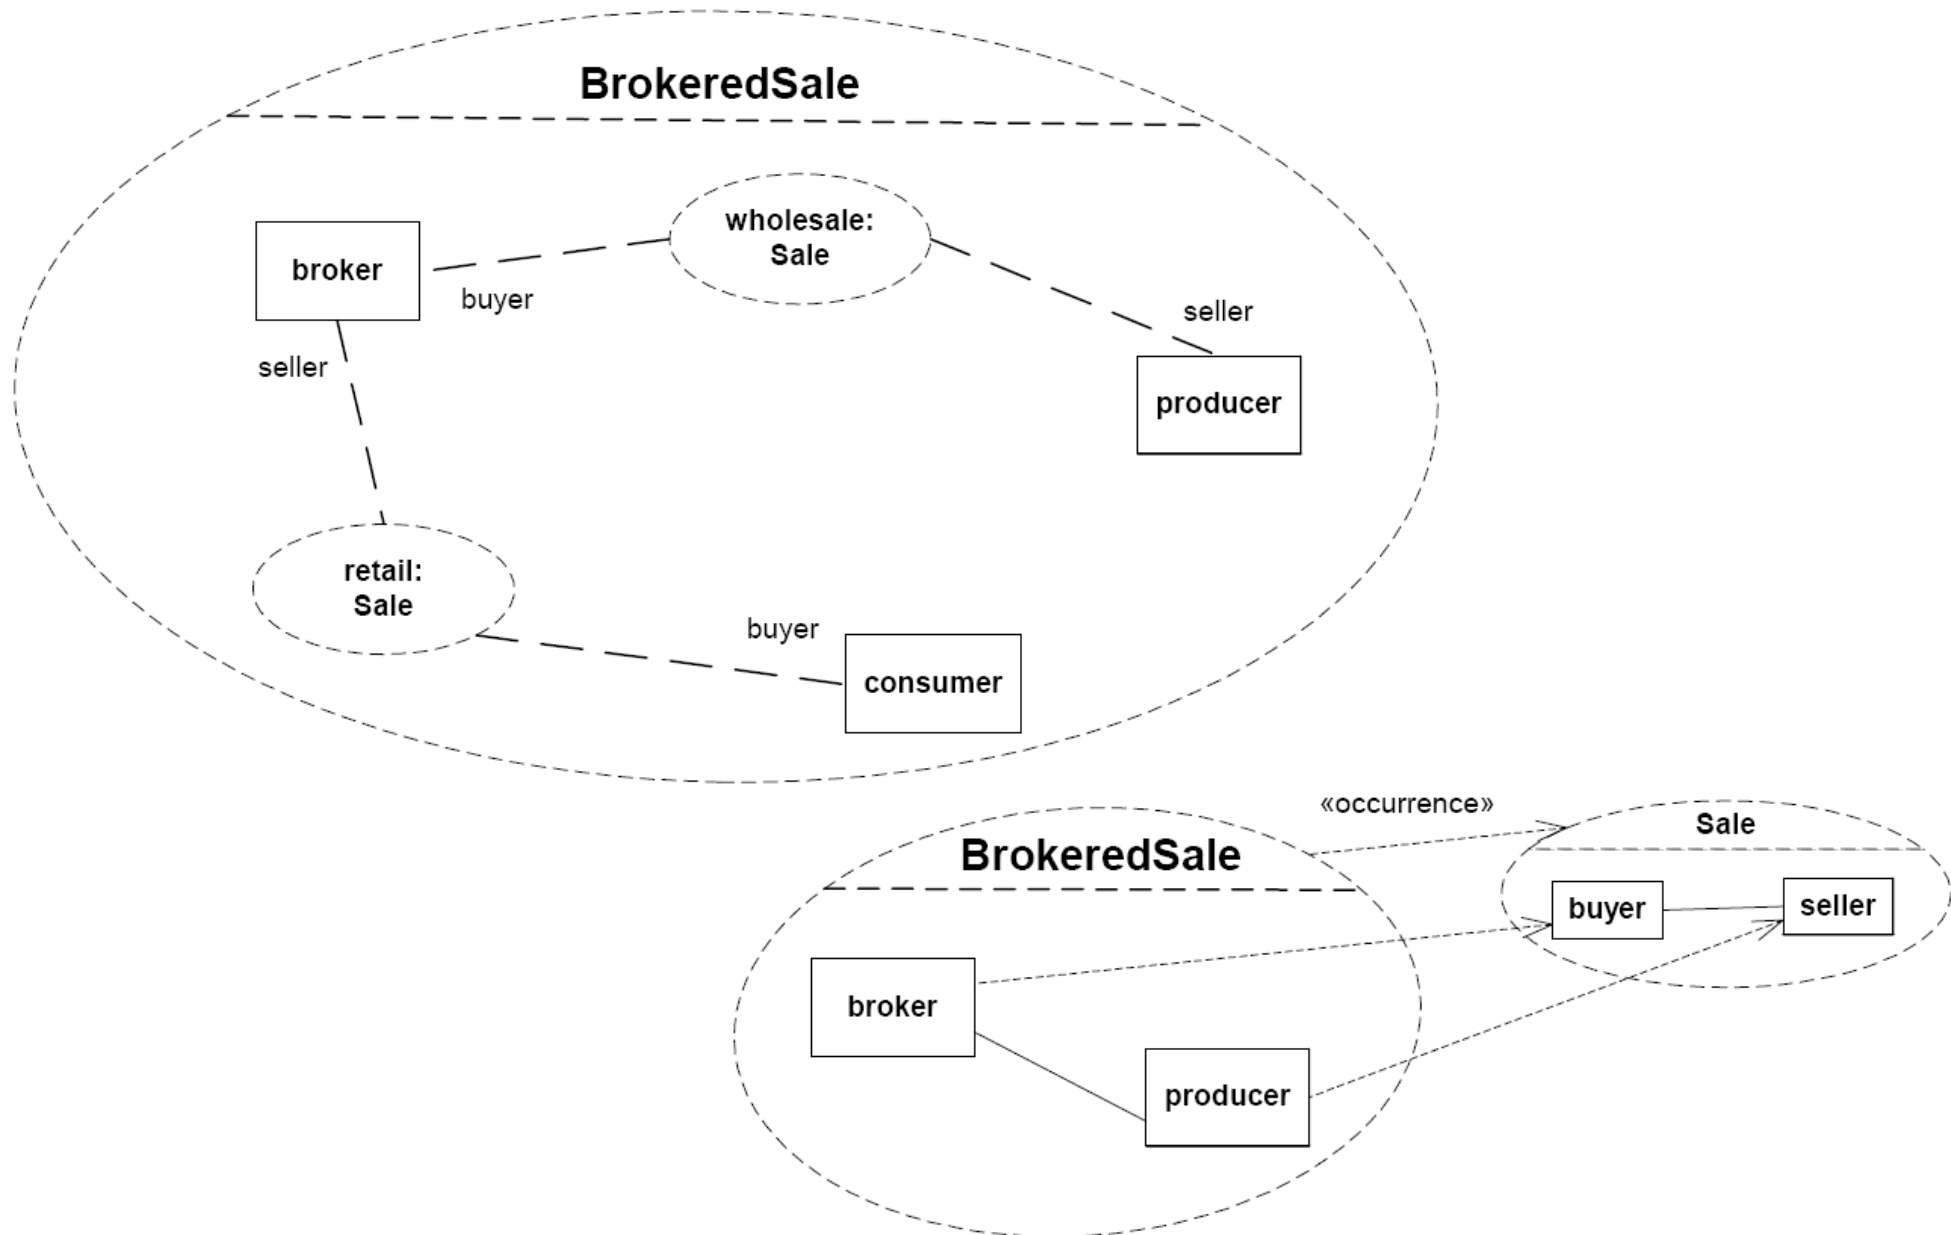 BrokeredSale
wholesale:
Sale
broker
buyer
seller
producer
seller
retail:
Sale
buyer
consumer
«occurrence»
Sale
BrokeredSale
buyer
seller
broker
producer